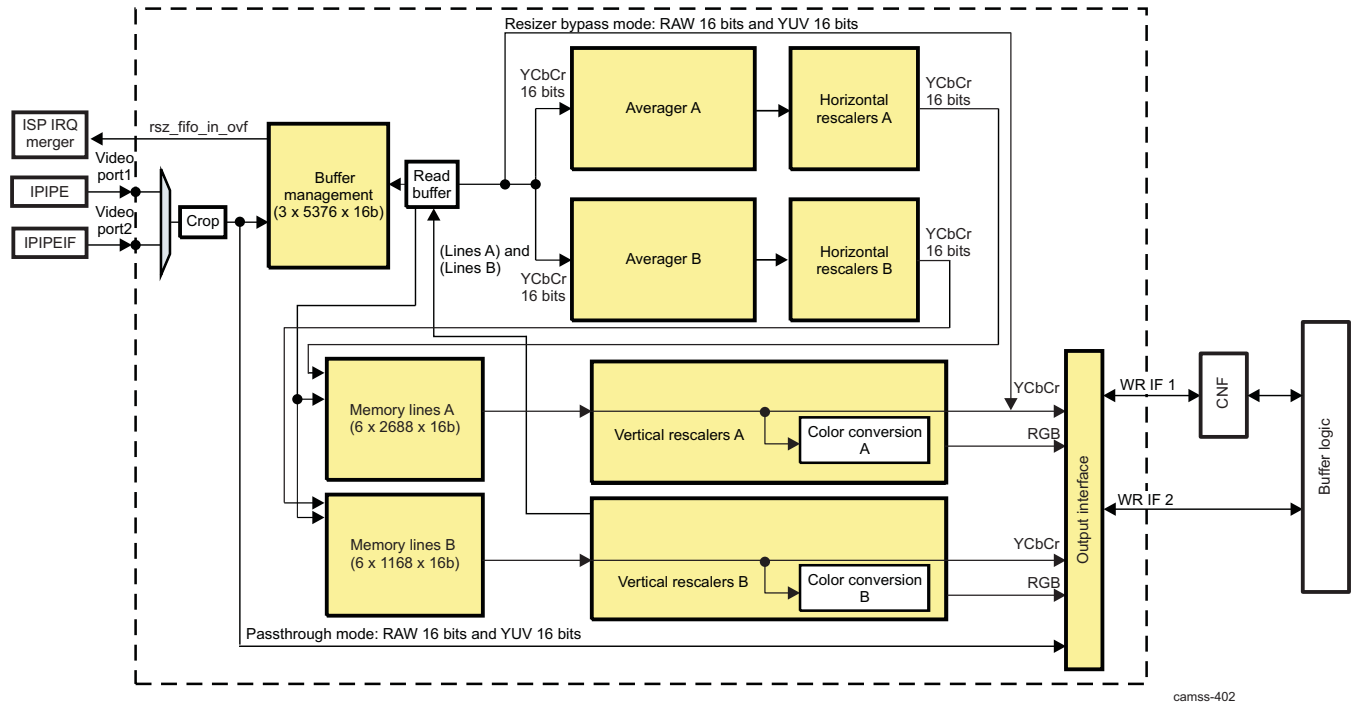 Resizer bypass mode: RAW 16 bits and YUV 16 bits
YCbCr
16 bits
Averager A
Horizontal
rescalers A
YCbCr
16 bits
ISP IRQ
merger
rsz_fifo_in_ovf
Video
port1
IPIPE
Video
port2
IPIPEIF
Crop
Buffer
management
(3 x 5376 x 16b)
Read
buffer
(Lines A) and
(Lines B)
YCbCr
16 bits
Averager B
Horizontal
rescalers B
YCbCr
16 bits
Memory lines A
(6 x 2688 x 16b)
Vertical rescalers A
Color conversion
A
YCbCr
RGB
Memory lines B
(6 x 1168 x 16b)
Vertical rescalers B
Color conversion
B
YCbCr
RGB
Output interface
WR IF 1
CNF
WR IF 2
Buffer logic
Passthrough mode: RAW 16 bits and YUV 16 bits
camss-402